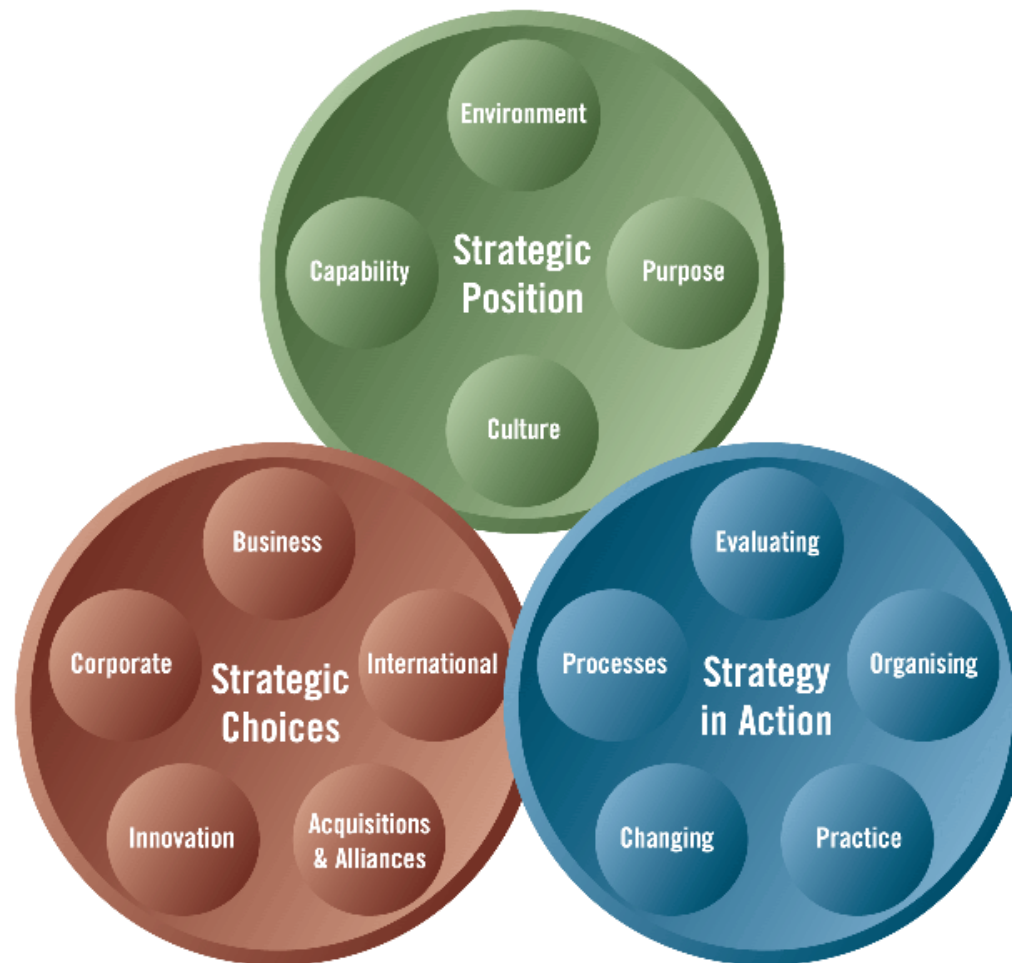 Environment
Capability
Strategic
Position
Purpose
Culture
Business
Corporate
Strategic
Choices
International
Innovation
Acquisitions
& Alliances
Evaluating
Processes
Strategy
in Action
Organising
Changing
Practice